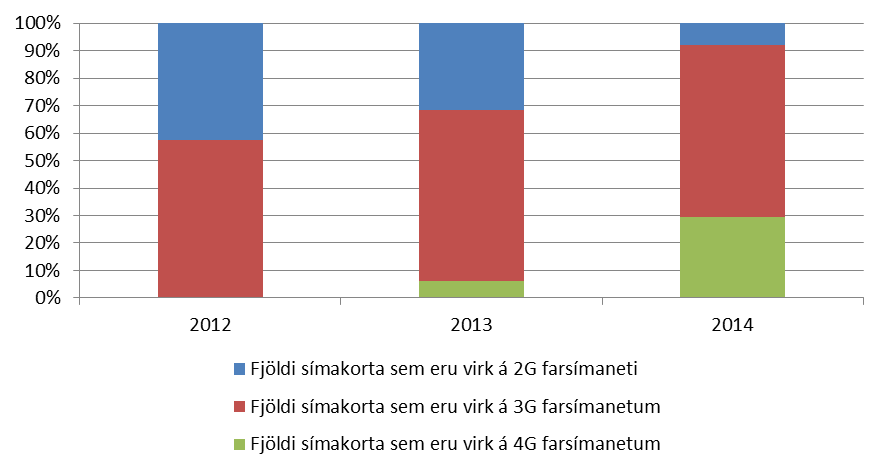 100%
90%
80%
70%
60%
50%
40%
30%
20%
10%
0%
2012 2013 2014
Fjöldi símakorta sem eru virk á 2G farsímaneti
Fjöldi símakorta sem eru virk á 3G farsímanetum
Fjöldi símakorta sem eru virk á 4G farsímanetum